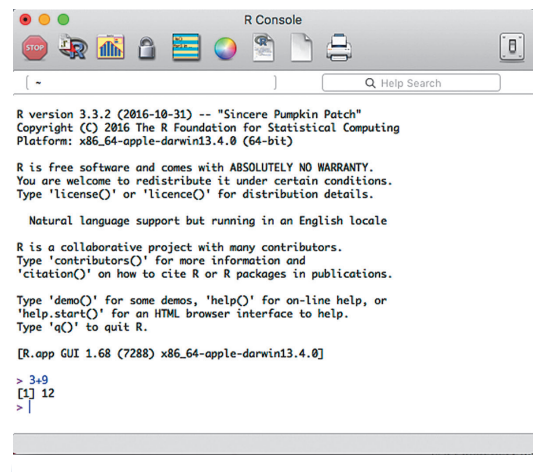 R Console
STOP
R
R
~
Help Search
R version 3.3.2 (2016-10-31) -- "Sincere Pumpkin Patch"
Copyright (C) 2016 The R Foundation for Statistical Computing
Platform: x86_64-apple-darwin13.4.0 (64-bit)
R is free software and comes with ABSOLUTELY NO WARRANTY.
You are welcome to redistribute it under certain conditions.
Type 'license()' or 'licence()' for distribution details.
Natural language support but running in an English locale
R is a collaborative project with many contributors.
Type 'contributors()' for more information and
'citation()' on how to cite R or R packages in publications.
Type 'demo()' for some demos, 'help()' for on-line help, or
'help.start()' for an HTML browser interface to help.
Type 'q()' to quit R.
[R.app GUI 1.68 (7288) x86_64-apple-darwin13.4.0]
> 3+9
[1] 12
>